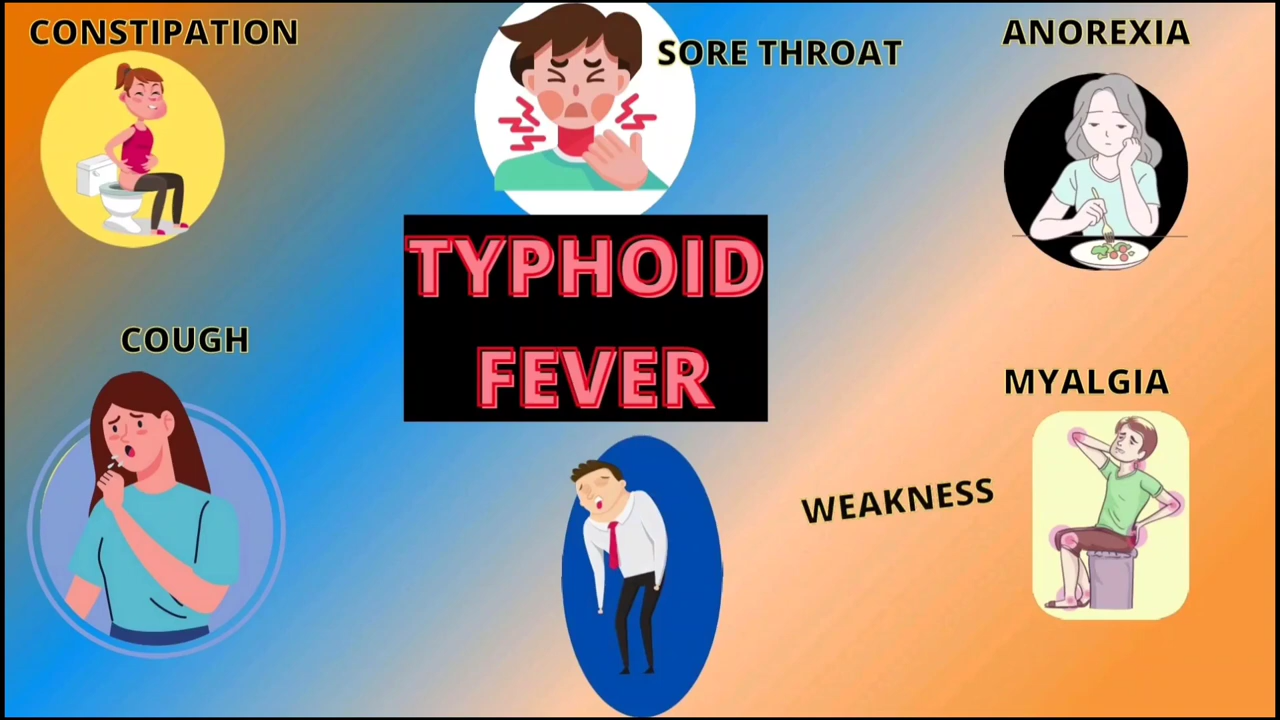 CONSTIPATION
SORE THROAT
ANOREXIA
TYPHOID
FEVER
COUGH
MYALGIA
WEAKNESS